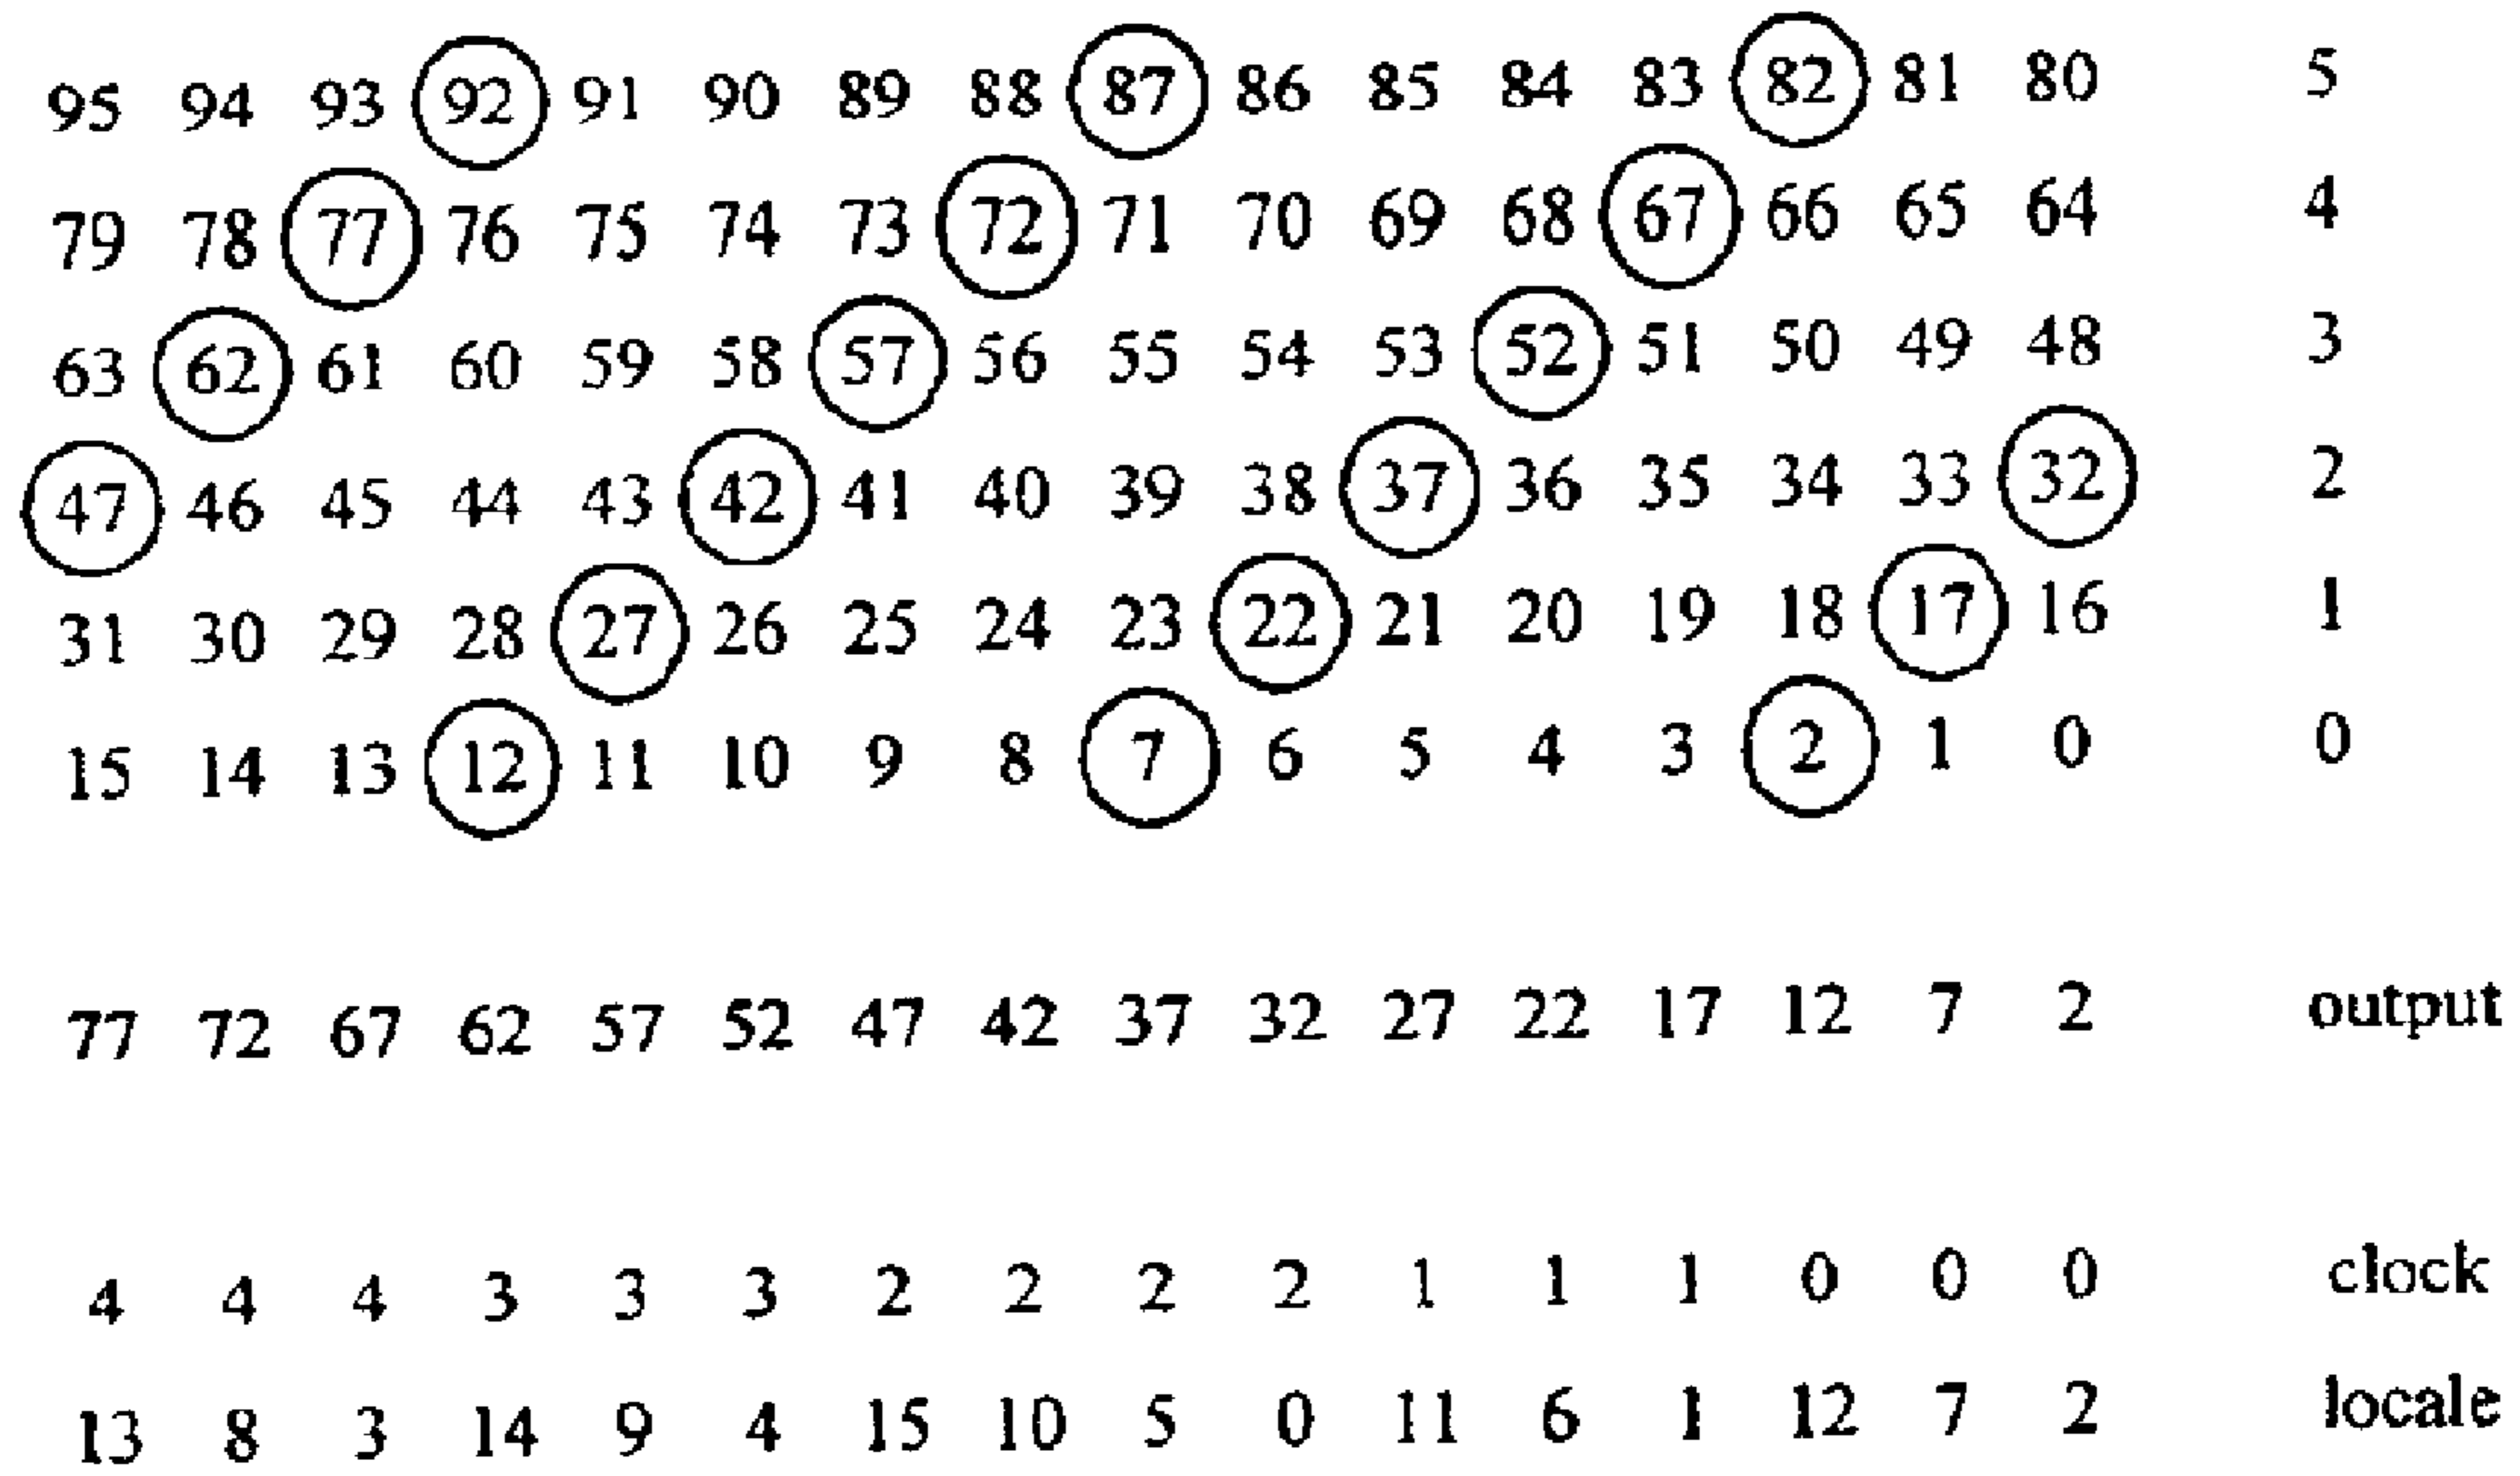 95 94 93 92 91 90 89 88 87 86 85 84 83 82 81 80 5
79 78 77 76 75 74 73 72 71 70 69 68 67 66 65 64 4
63 62 61 60 59 58 57 56 55 54 53 52 51 50 49 48 3
47 46 45 44 43 42 41 40 39 38 37 36 35 34 33 32 2
31 30 29 28 27 26 25 24 23 22 21 20 19 18 17 16 1
15 14 13 12 11 10 9 8 7 6 5 4 3 2 1 0 0
77 72 67 62 57 52 47 42 37 32 27 22 17 12 7 2 output
4 4 4 3 3 3 2 2 2 2 1 1 1 0 0 0 clock
13 8 3 14 9 4 15 10 5 0 11 6 1 12 7 2 locale